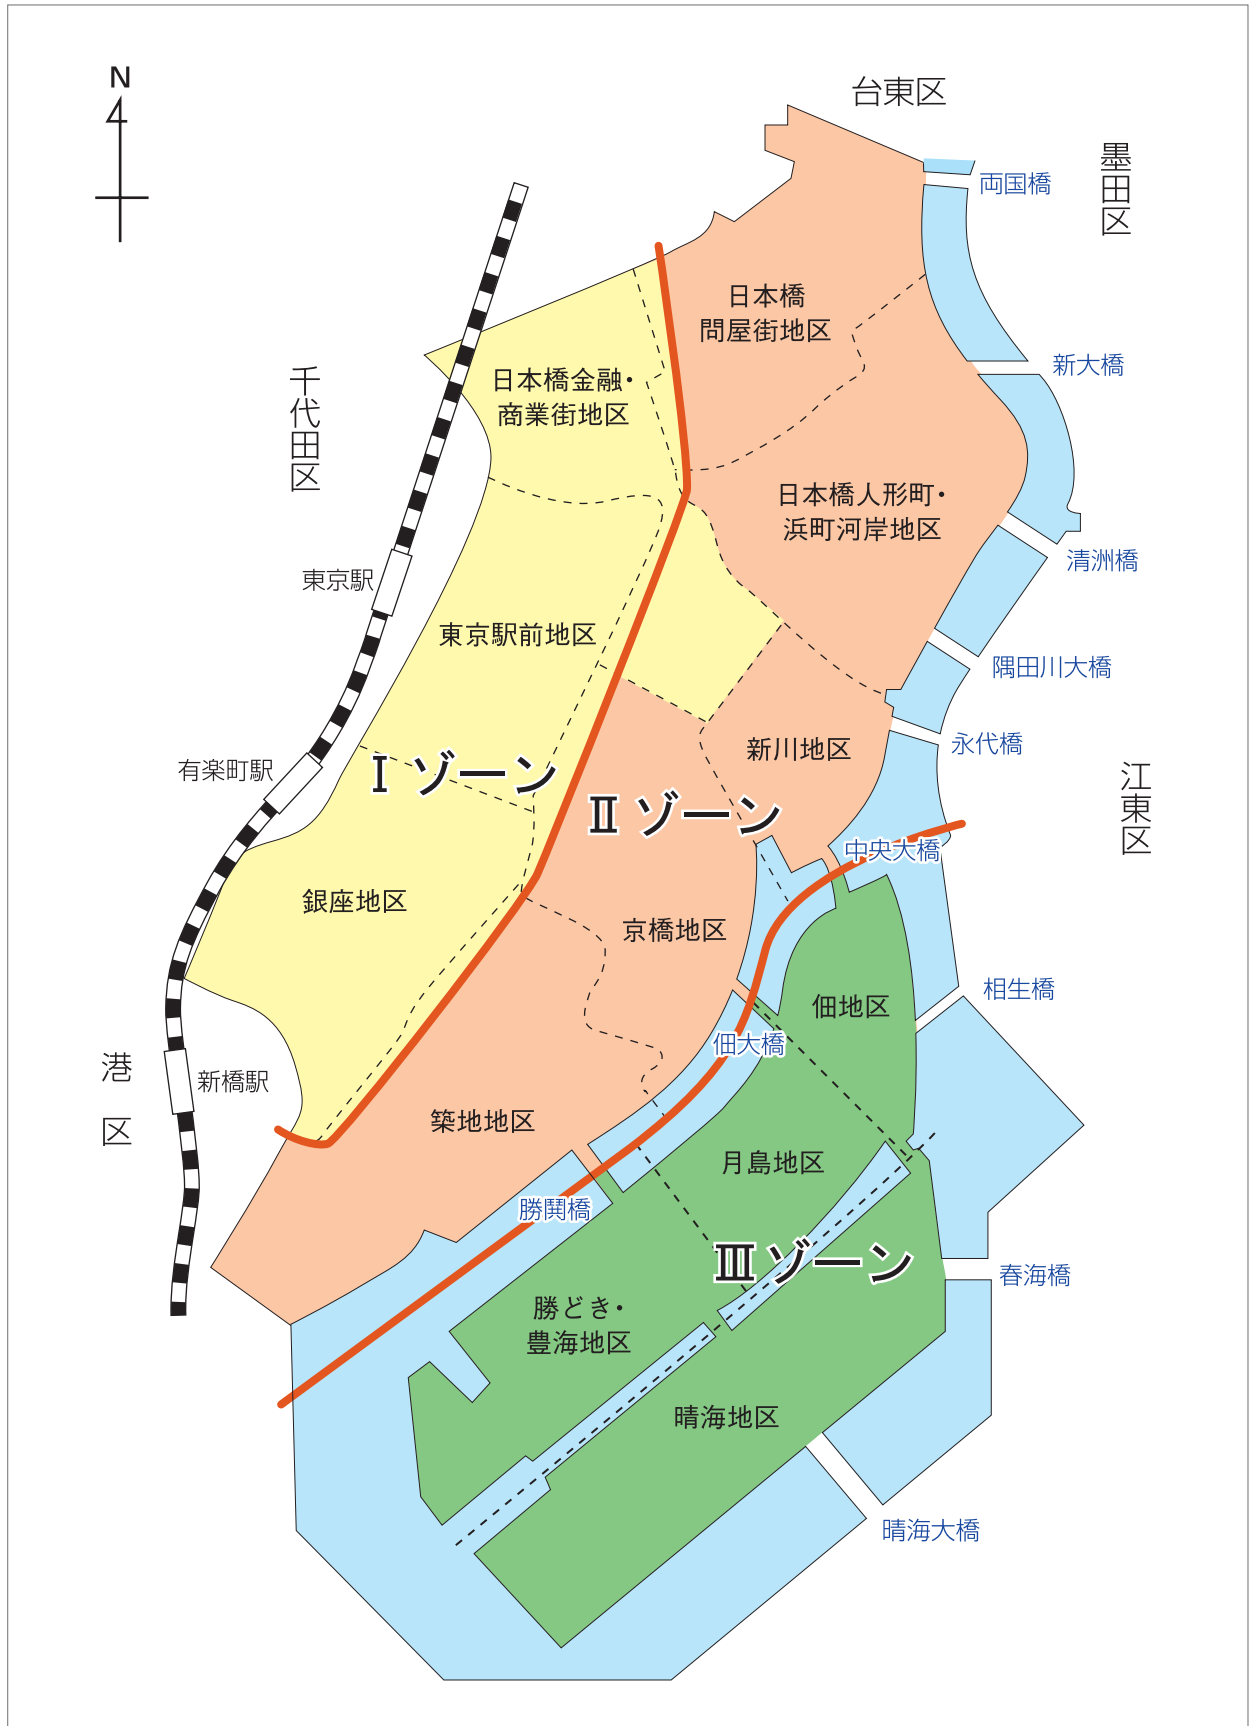 N
台東区
墨田区
両国橋
日本橋
問屋街地区
新大橋
千代田区
日本橋金融・
商業街地区
日本橋人形町・
浜町河岸地区
清洲橋
東京駅
東京駅前地区
隅田川大橋
永代橋
新川地区
有楽町駅
Ⅰ ゾーン
Ⅱ ゾーン
江東区
中央大橋
銀座地区
京橋地区
相生橋
佃地区
佃大橋
港区
新橋駅
築地地区
月島地区
勝鬨橋
Ⅲ ゾーン
春海橋
勝どき・
豊海地区
晴海地区
晴海大橋